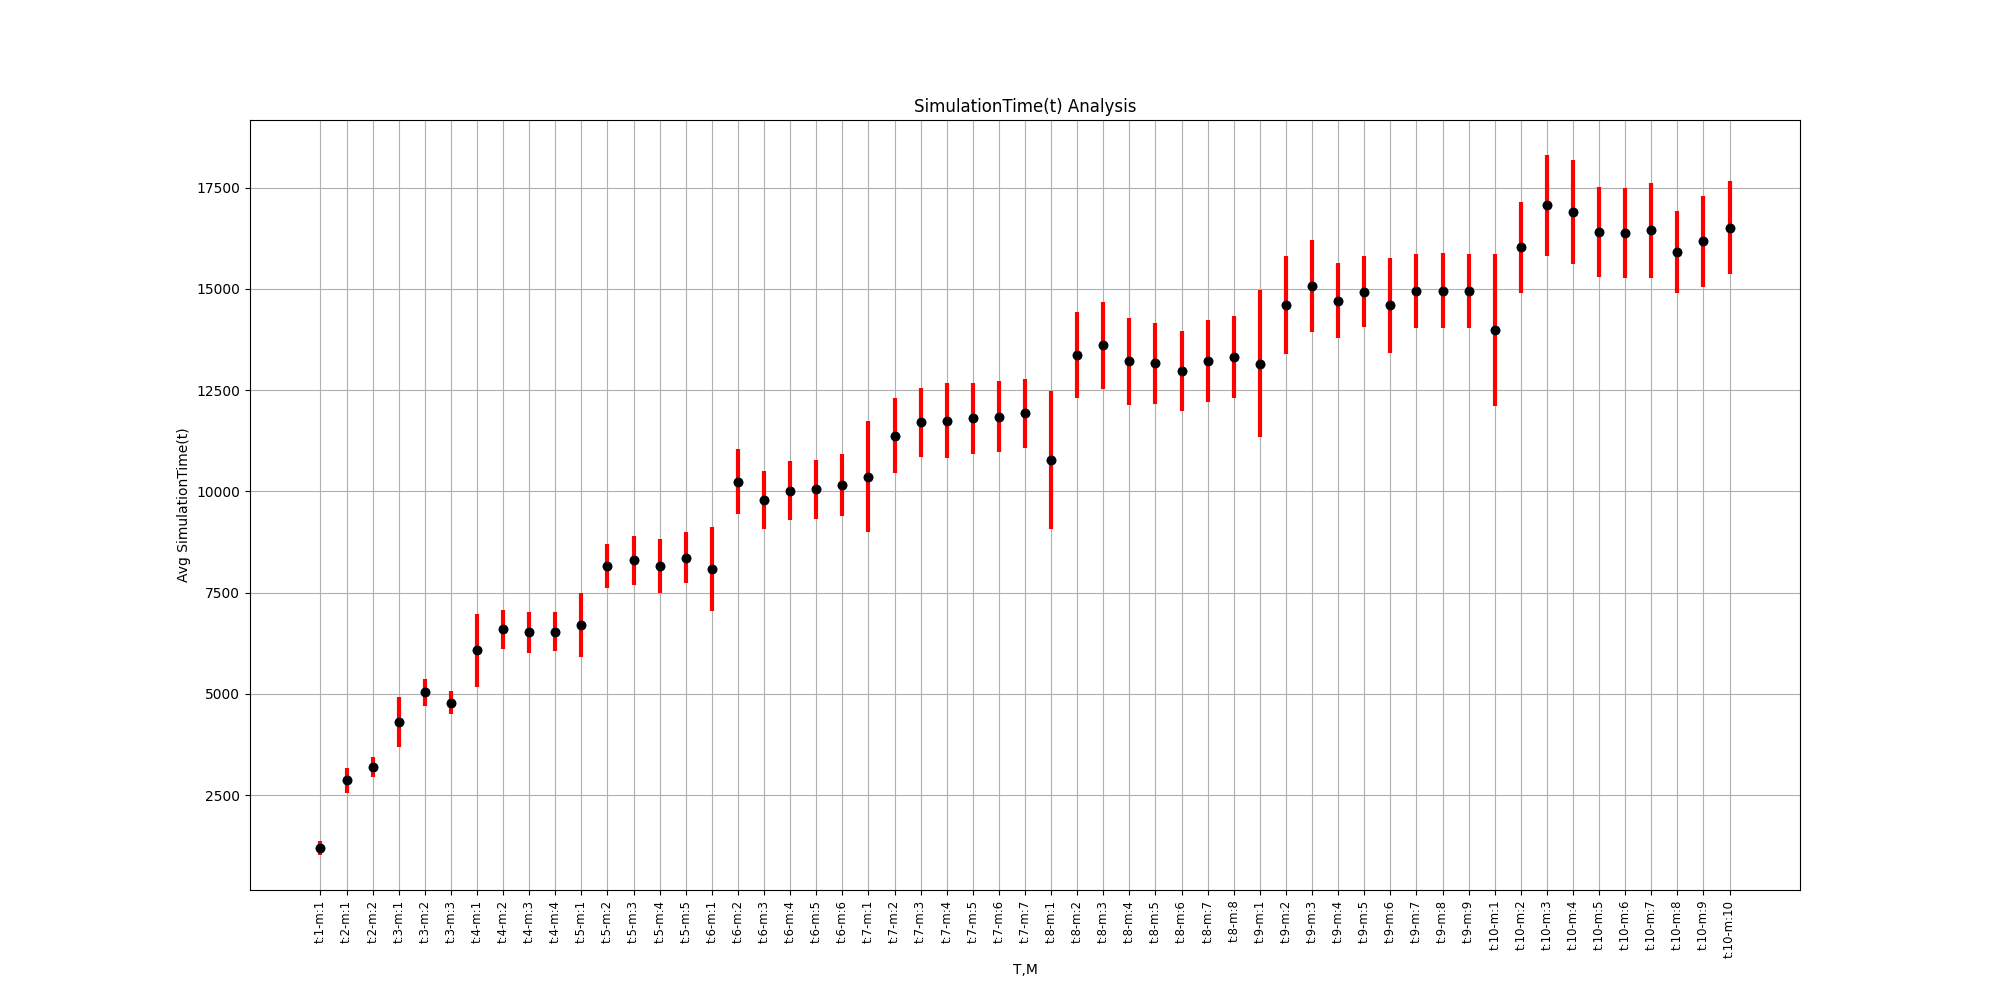 SimulationTime(t) Analysis
Avg SimulationTime(t)
17500
15000
12500
10000
7500
5000
2500
t:1-m:1
t:2-m:1
t:2-m:2
t:3-m:1
t:3-m:2
t:3-m:3
t:4-m:1
t:4-m:2
t:4-m:3
t:4-m:4
t:5-m:1
t:5-m:2
t:5-m:3
t:5-m:4
t:5-m:5
t:6-m:1
t:6-m:2
t:6-m:3
t:6-m:4
t:6-m:5
t:6-m:6
t:7-m:1
t:7-m:2
t:7-m:3
t:7-m:4
t:7-m:5
t:7-m:6
t:7-m:7
t:8-m:1
t:8-m:2
t:8-m:3
t:8-m:4
t:8-m:5
t:8-m:6
t:8-m:7
t:8-m:8
t:9-m:1
t:9-m:2
t:9-m:3
t:9-m:4
t:9-m:5
t:9-m:6
t:9-m:7
t:9-m:8
t:9-m:9
t:10-m:1
t:10-m:2
t:10-m:3
t:10-m:4
t:10-m:5
t:10-m:6
t:10-m:7
t:10-m:8
t:10-m:9
t:10-m:10
T,M